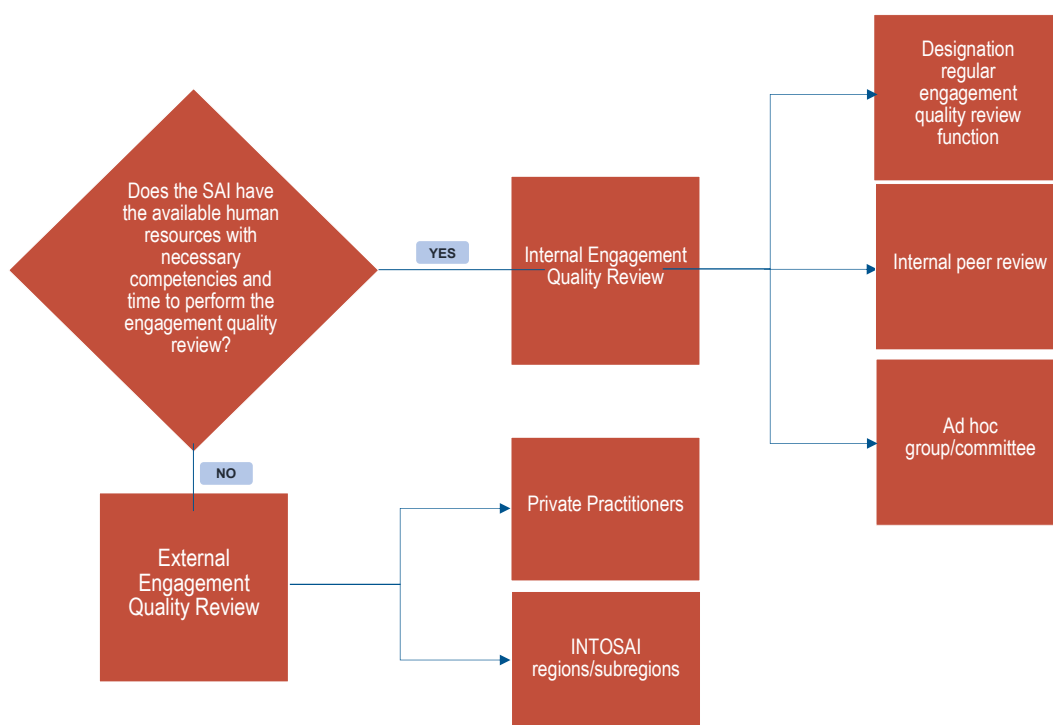 Does the SAI have
the available human
resources with
necessary
competencies and
time to perform the
engagement quality
review?
YES
Internal Engagement
Quality Review
Designation
regular
engagement
quality review
function
Internal peer review
Ad hoc
group/committee
NO
External
Engagement
Quality Review
Private Practitioners
INTOSAI
regions/subregions